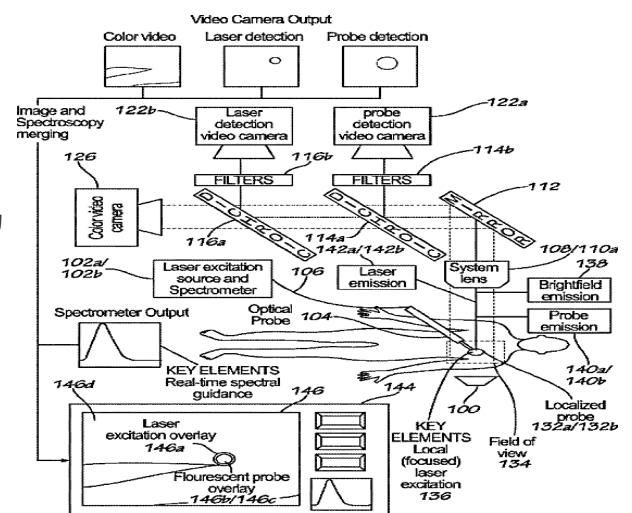 Video Camera Output
Color video
Laser detection
Probe detection
Image and
Spectroscopy
merging
122b
Laser
detection
video camera
probe
detection
video camera
122a
126
FILTERS
116b
FILTERS
114b
112
Color video
camera
DICHROIC
116a
DICHROIC
114a
MIRROR
142a/142b
108/110a
102a/
102b
Laser excitation
source and
Spectrometer
106
Laser
emission
System
lens
138
Brightfield
emission
Spectrometer Output
Optical
Probe
104
Probe
emission
140a/
140b
KEY ELEMENTS
Real-time spectral
guidance
144
146d
146
100
Localized
probe
132a/132b
Laser
excitation overlay
146a
Flourescent probe
overlay
146b/146c
KEY
ELEMENTS
Local
(focused)
laser
excitation
136
Field of
view
134